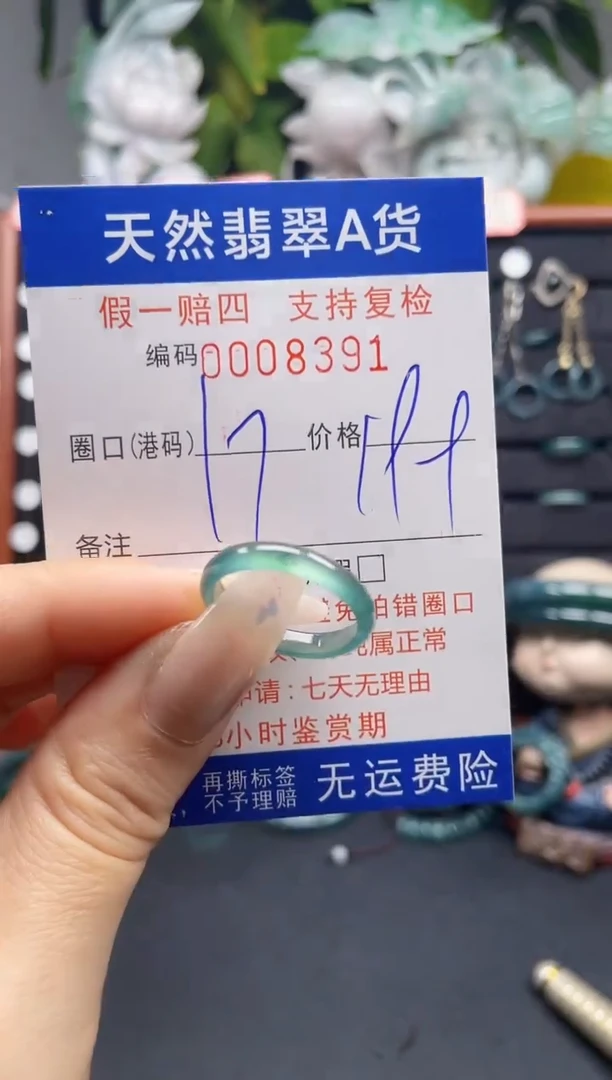 天然翡翠A货
假一赔四 支持复检
编码0008391
圈口(港码) 17 价格
备注
免拍错圈口
属正常
申请:七天无理由
小时鉴赏期
再撕标签
不予理赔
无运费险